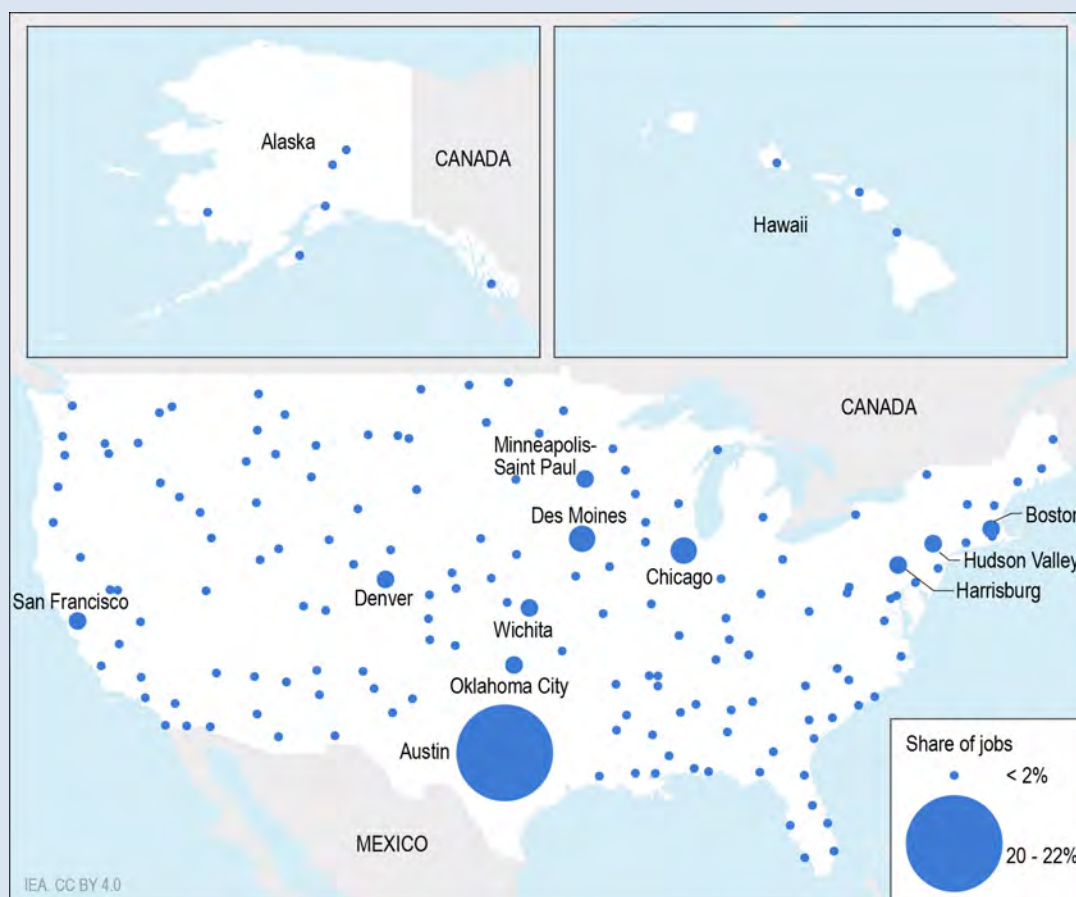 Alaska
CANADA
Hawaii
CANADA
Minneapolis-
Saint Paul
Des Moines
Boston
Chicago
Hudson Valley
Harrisburg
Denver
San Francisco
Wichita
Oklahoma City
Austin
MEXICO
Share of jobs
< 2%
20 - 22%
IEA. CC BY 4.0